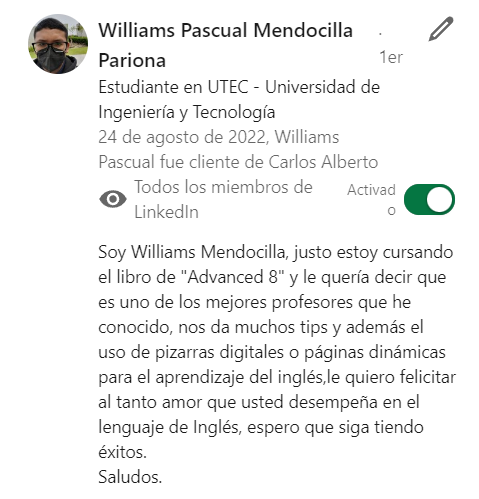 Williams Pascual Mendocilla
Pariona
· 1er
Estudiante en UTEC - Universidad de
Ingeniería y Tecnología
24 de agosto de 2022, Williams
Pascual fue cliente de Carlos Alberto
Todos los miembros de
LinkedIn
Activad
o
Soy Williams Mendocilla, justo estoy cursando
el libro de "Advanced 8" y le quería decir que
es uno de los mejores profesores que he
conocido, nos da muchos tips y además el
uso de pizarras digitales o páginas dinámicas
para el aprendizaje del inglés,le quiero felicitar
al tanto amor que usted desempeña en el
lenguaje de Inglés, espero que siga tiendo
éxitos.
Saludos.